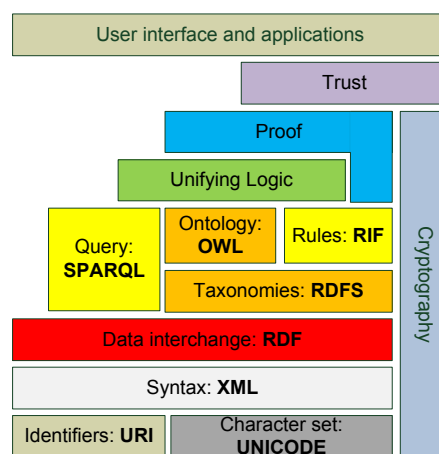 User interface and applications
Trust
Proof
Unifying Logic
Query:
SPARQL
Ontology:
OWL
Rules: RIF
Taxonomies: RDFS
Cryptography
Data interchange: RDF
Syntax: XML
Identifiers: URI
Character set:
UNICODE